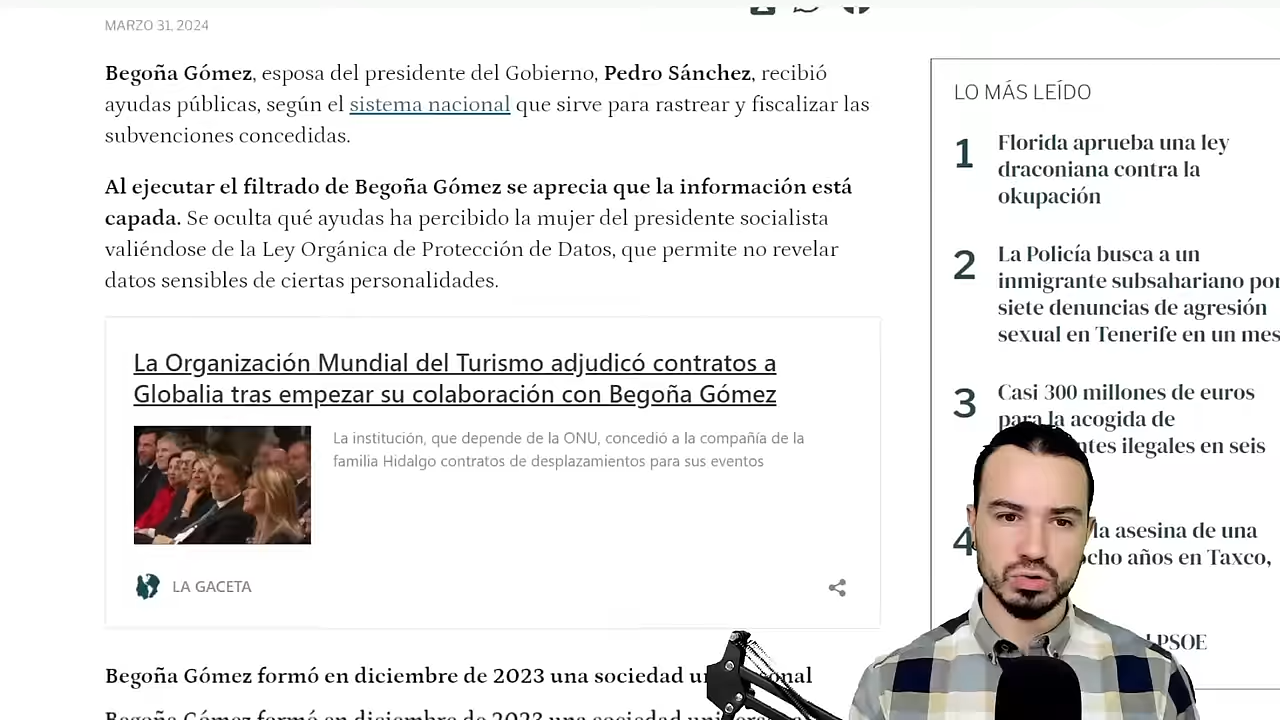 MARZO 31, 2024
Begoña Gómez, esposa del presidente del Gobierno, Pedro Sánchez, recibió
ayudas públicas, según el sistema nacional que sirve para rastrear y fiscalizar las
subvenciones concedidas.
Al ejecutar el filtrado de Begoña Gómez se aprecia que la información está
capada. Se oculta qué ayudas ha percibido la mujer del presidente socialista
valiéndose de la Ley Orgánica de Protección de Datos, que permite no revelar
datos sensibles de ciertas personalidades.
La Organización Mundial del Turismo adjudicó contratos a
Globalia tras empezar su colaboración con Begoña Gómez
La institución, que depende de la ONU, concedió a la compañía de la
familia Hidalgo contratos de desplazamientos para sus eventos
LA GACETA
Begoña Gómez formó en diciembre de 2023 una sociedad
Begoña Gómez formó en diciembre de 2023 una sociedad
LO MÁS LEÍDO
1 Florida aprueba una ley
draconiana contra la
okupación
2 La Policía busca a un
inmigrante subsahariano por
siete denuncias de agresión
sexual en Tenerife en un mes
3 Casi 300 millones de euros
para la acogida de
ilegales en seis
4 la asesina de una
ocho años en Taxco,
PSOE